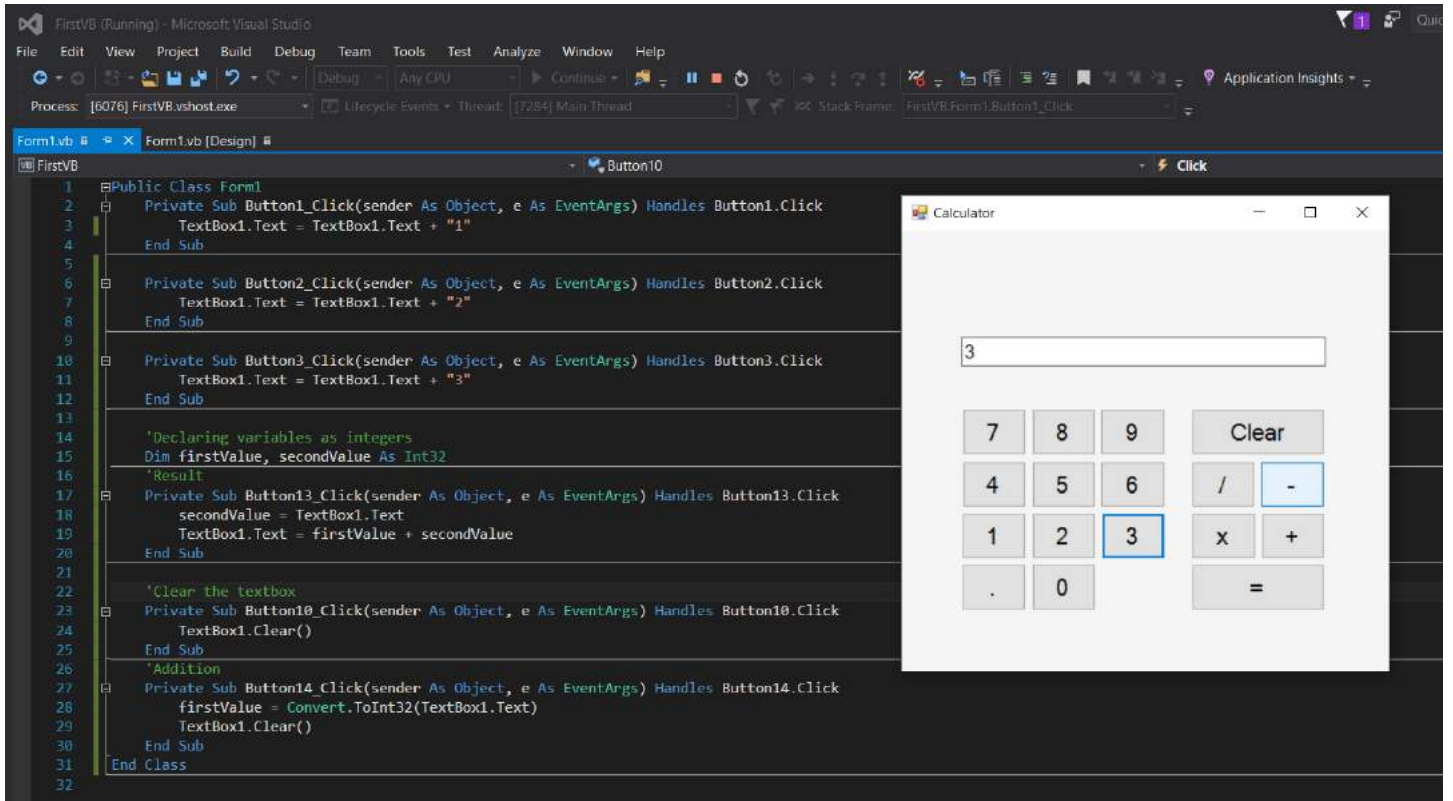 FirstVB (Running) - Microsoft Visual Studio
1 Quic
File Edit View Project Build Debug Team Tools Test Analyze Window Help
Debug Any CPU Continue Application Insights
Process: [6076] FirstVB.vshost.exe Lifecycle Events Thread: [7284] Main Thread Stack Frame: FirstVB.Form1.Button1_Click
Form1.vb Form1.vb [Design]
VB FirstVB Button10 Click
1 Public Class Form1
2 Private Sub Button1_Click(sender As Object, e As EventArgs) Handles Button1.Click
3 TextBox1.Text = TextBox1.Text + "1"
4 End Sub
5
6 Private Sub Button2_Click(sender As Object, e As EventArgs) Handles Button2.Click
7 TextBox1.Text = TextBox1.Text + "2"
8 End Sub
9
10 Private Sub Button3_Click(sender As Object, e As EventArgs) Handles Button3.Click
11 TextBox1.Text = TextBox1.Text + "3"
12 End Sub
13
14 'Declaring variables as integers
15 Dim firstValue, secondValue As Int32
16 'Result
17 Private Sub Button13_Click(sender As Object, e As EventArgs) Handles Button13.Click
18 secondValue = TextBox1.Text
19 TextBox1.Text = firstValue + secondValue
20 End Sub
21
22 'Clear the textbox
23 Private Sub Button10_Click(sender As Object, e As EventArgs) Handles Button10.Click
24 TextBox1.Clear()
25 End Sub
26 'Addition
27 Private Sub Button14_Click(sender As Object, e As EventArgs) Handles Button14.Click
28 firstValue = Convert.ToInt32(TextBox1.Text)
29 TextBox1.Clear()
30 End Sub
31 End Class
32
Calculator
3
7 8 9 Clear
4 5 6 / -
1 2 3 x +
. 0 =